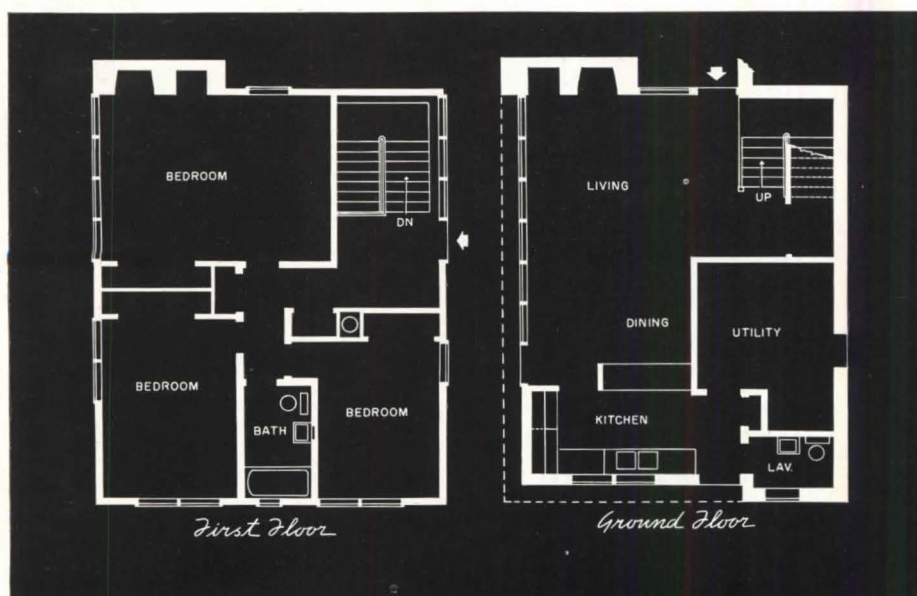 BEDROOM
DN
BEDROOM
BATH
BEDROOM
First Floor
LIVING
UP
DINING
UTILITY
KITCHEN
LAV.
Ground Floor